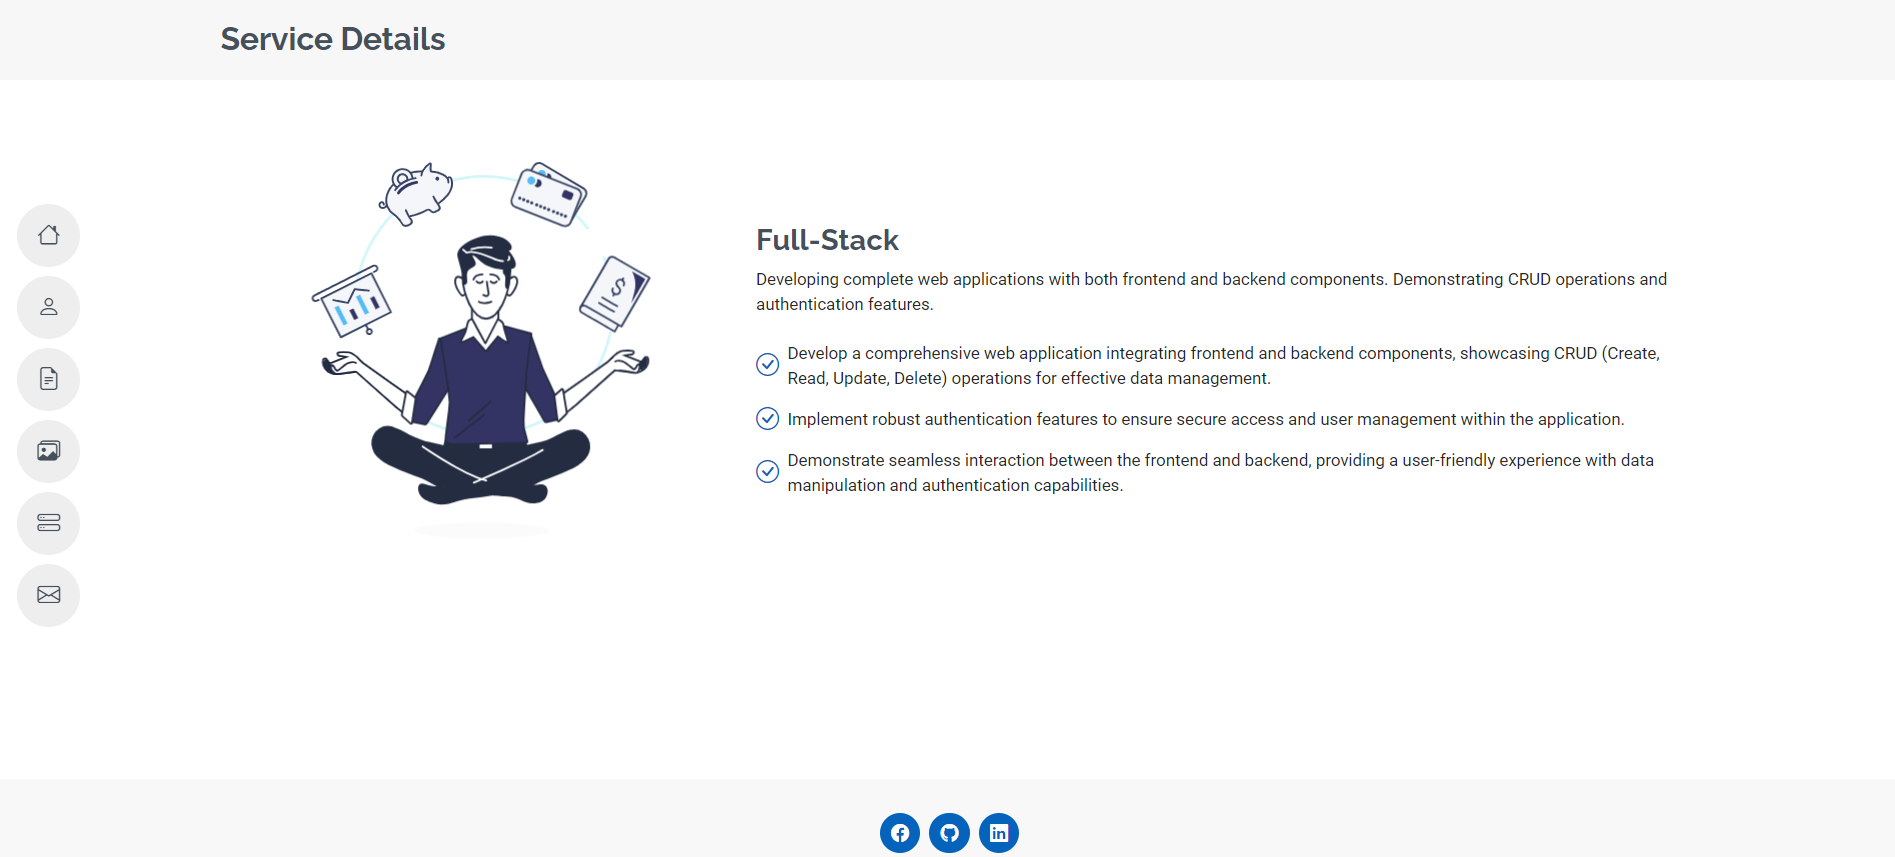 Service Details
Full-Stack
Developing complete web applications with both frontend and backend components. Demonstrating CRUD operations and
authentication features.
Develop a comprehensive web application integrating frontend and backend components, showcasing CRUD (Create,
Read, Update, Delete) operations for effective data management.
Implement robust authentication features to ensure secure access and user management within the application.
Demonstrate seamless interaction between the frontend and backend, providing a user-friendly experience with data
manipulation and authentication capabilities.